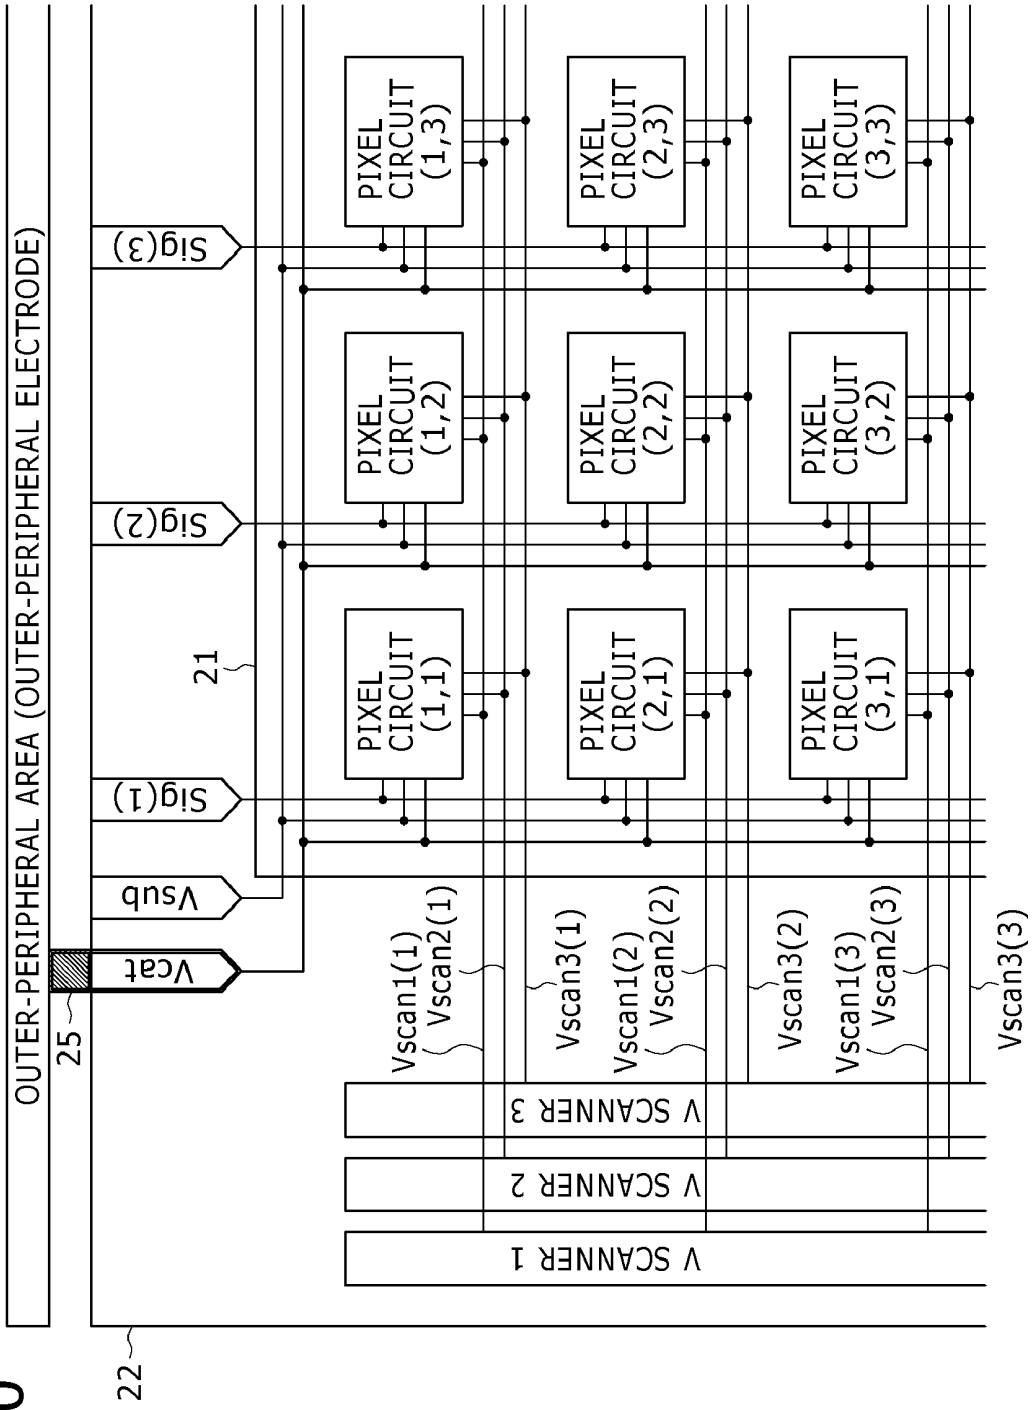 OUTER-PERIPHERAL AREA (OUTER-PERIPHERAL ELECTRODE)
25
Vcat
Vsub
Sig(1)
Sig(2)
Sig(3)
21
22
PIXEL
CIRCUIT
(1,1)
PIXEL
CIRCUIT
(1,2)
PIXEL
CIRCUIT
(1,3)
Vscan1(1)
Vscan2(1)
Vscan3(1)
PIXEL
CIRCUIT
(2,1)
PIXEL
CIRCUIT
(2,2)
PIXEL
CIRCUIT
(2,3)
Vscan1(2)
Vscan2(2)
Vscan3(2)
PIXEL
CIRCUIT
(3,1)
PIXEL
CIRCUIT
(3,2)
PIXEL
CIRCUIT
(3,3)
Vscan1(3)
Vscan2(3)
Vscan3(3)
V SCANNER 1
V SCANNER 2
V SCANNER 3